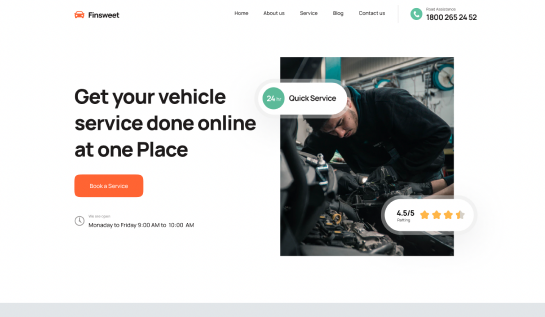 Finsweet
Home
About us
Service
Blog
Contact us
Road Assistance
1800 265 24 52
Get your vehicle
service done online
at one Place
Book a Service
We are open
Monaday to Friday 9:00 AM to 10:00 AM
24
Quick Service
4.5/5
Rating